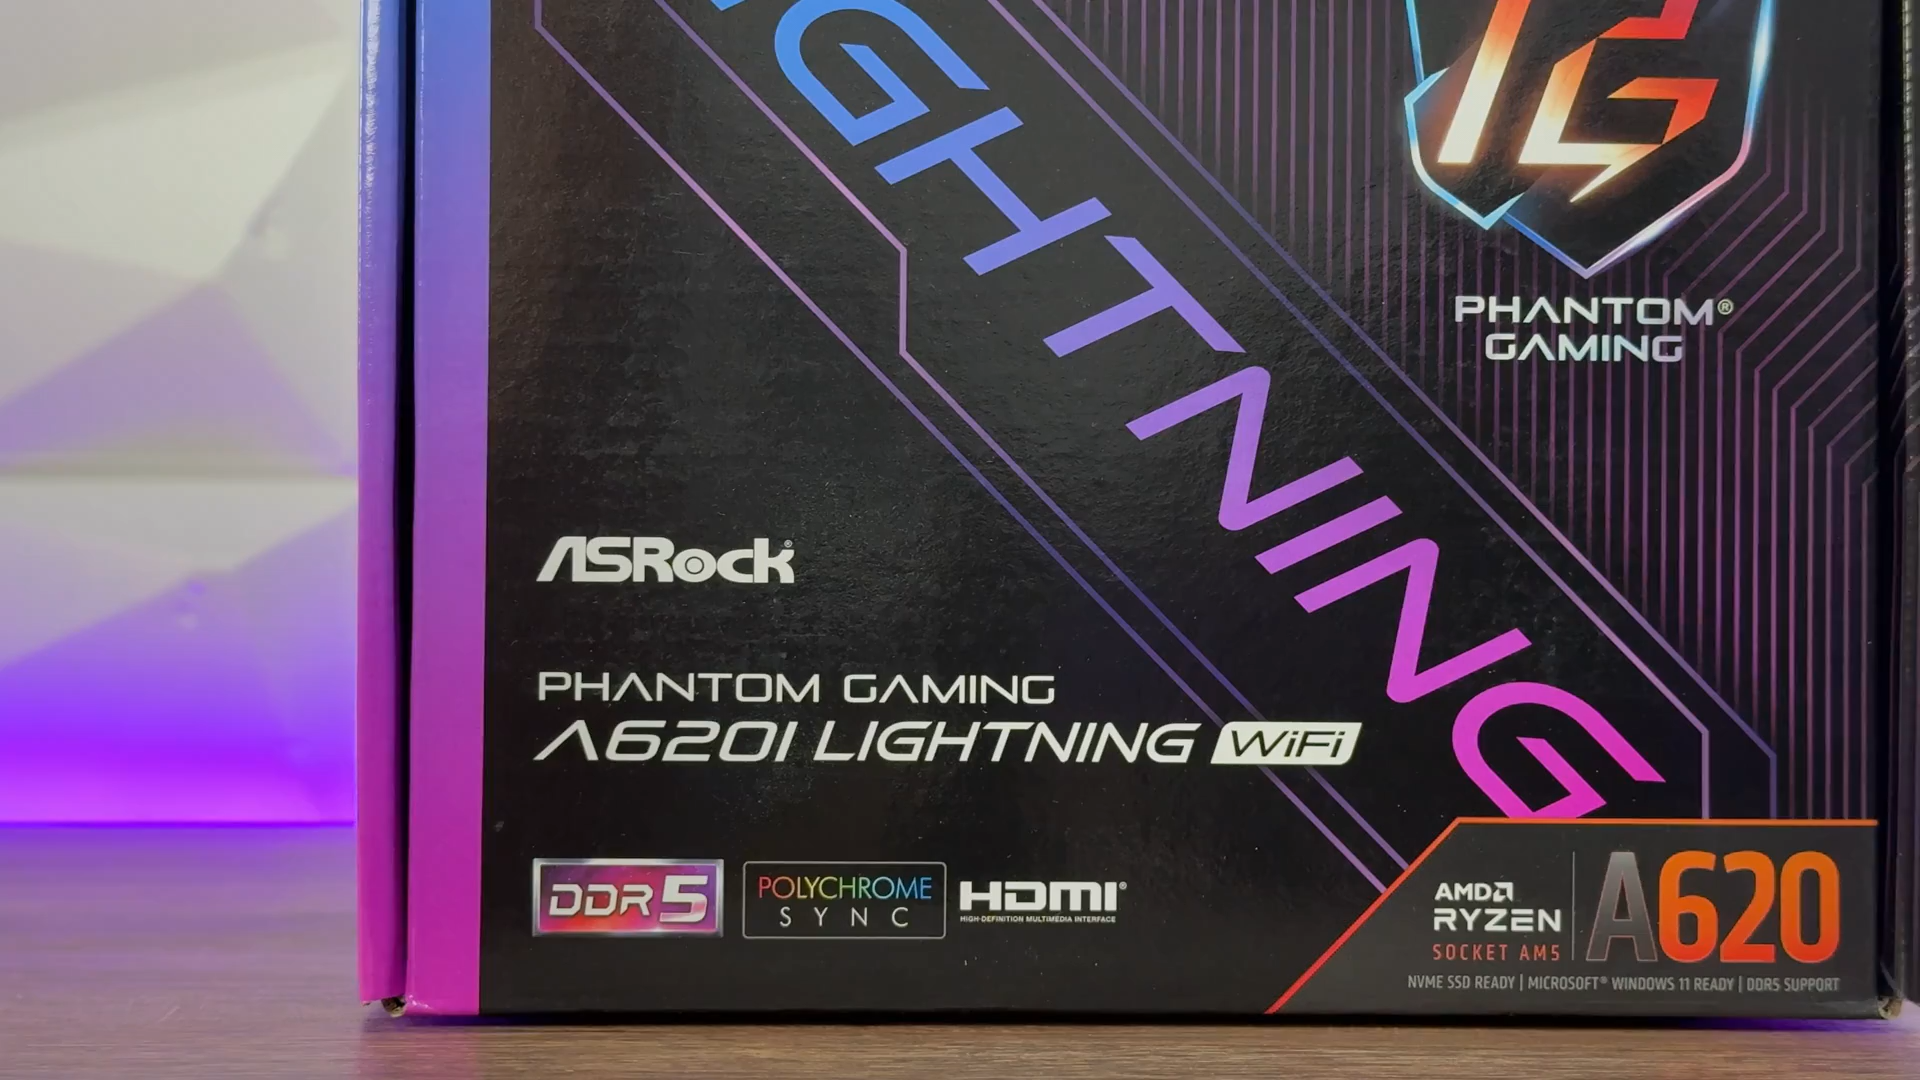 LIGHTNING
PHANTOM®
GAMING
ASRock®
PHANTOM GAMING
A620I LIGHTNING WiFi
DDR5
POLYCHROME
SYNC
HDMI®
HIGH-DEFINITION MULTIMEDIA INTERFACE
AMD
RYZEN
SOCKET AM5
A620
NVME SSD READY | MICROSOFT® WINDOWS 11 READY | DDR5 SUPPORT